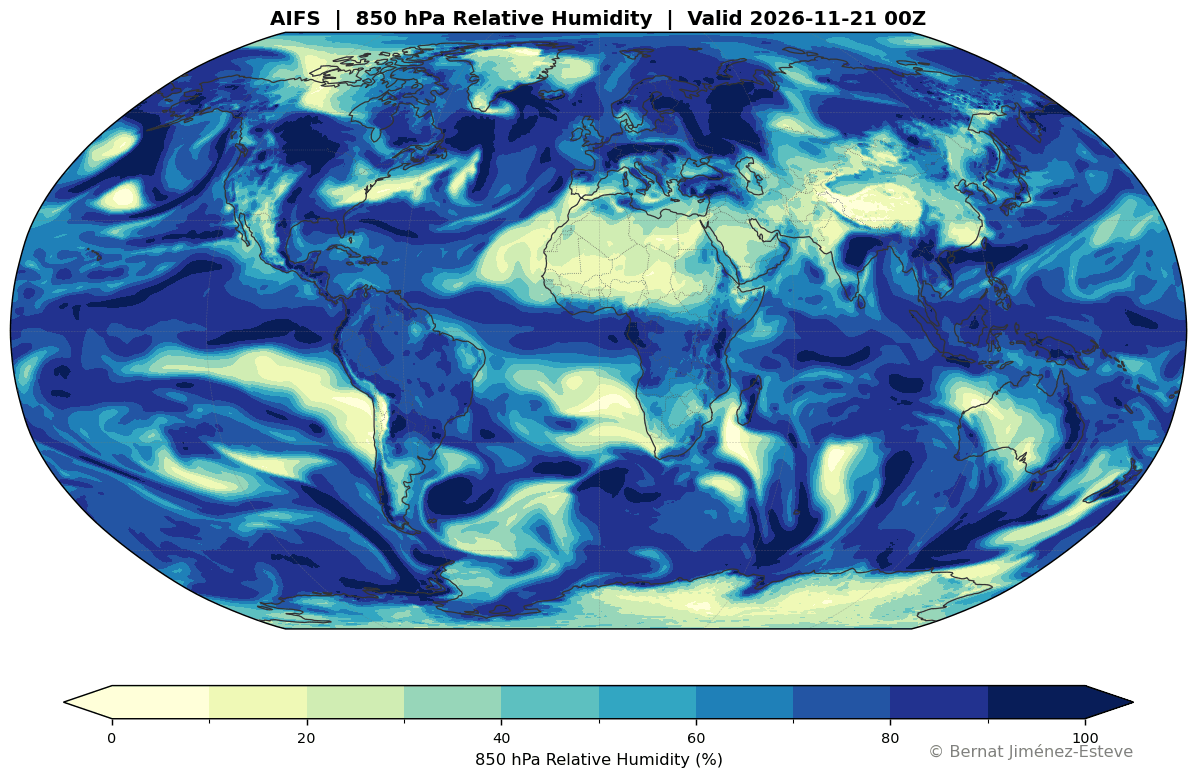 AIFS | 850 hPa Relative Humidity | Valid 2026-11-21 00Z
0 20 40 60 80 100
850 hPa Relative Humidity (%)
© Bernat Jiménez-Esteve